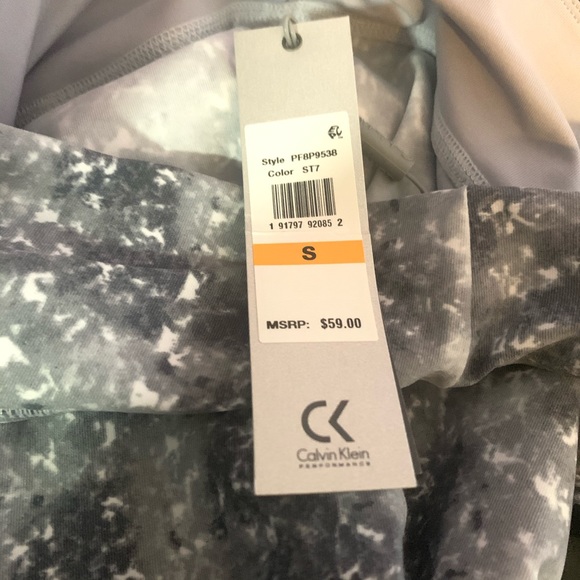 Style PF8P9538
Color ST7
1 91797 92085 2
S
MSRP: $59.00
CK
Calvin Klein
PERFORMANCE